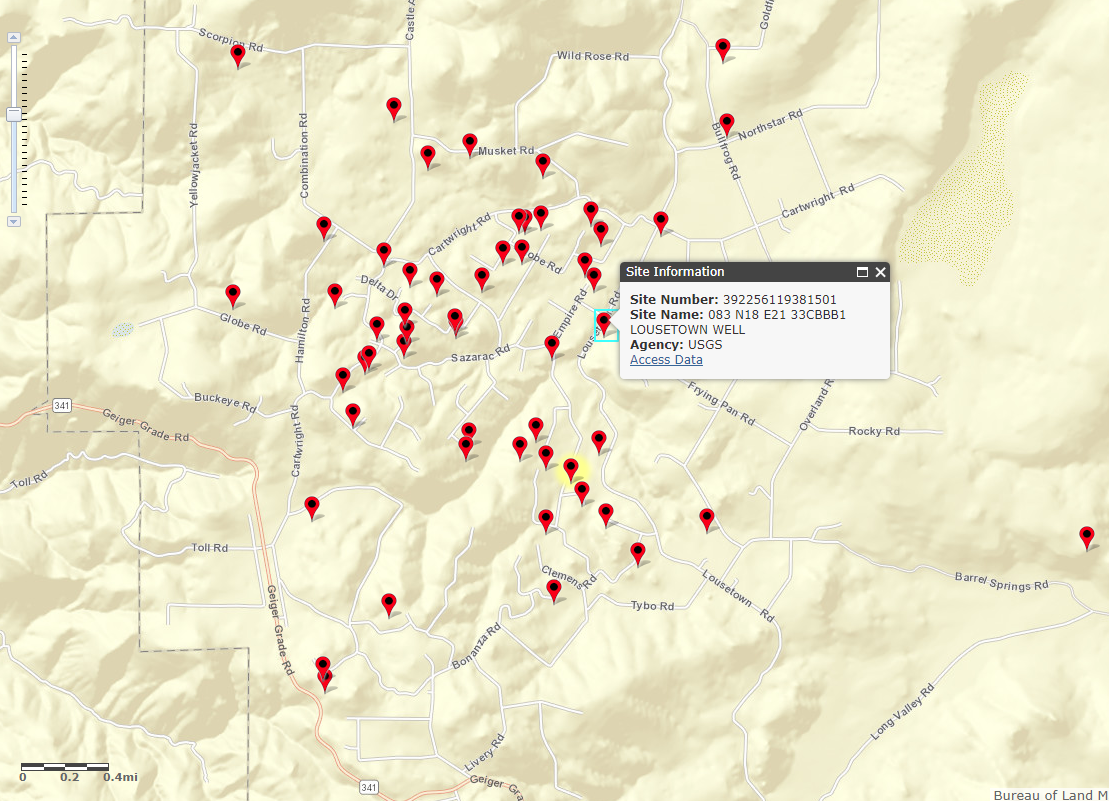 Castle
Scorpion Rd
Wild Rose Rd
Yellowjacket Rd
Combination Rd
Musket Rd
Bullfrog Rd
Northstar Rd
Cartwright Rd
Cartwright Rd
Globe Rd
Delta Dr
Site Information
Site Number: 392256119381501
Site Name: 083 N18 E21 33CBBB1
LOUSETOWN WELL
Agency: USGS
Access Data
Globe Rd
Hamilton Rd
Empire Rd
Sazarac Rd
Buckeye Rd
Frying Pan Rd
Overland R
Rocky Rd
341
Geiger Grade Rd
Cartwright Rd
Toll Rd
Toll Rd
Geiger Grade Rd
Clemens Rd
Tybo Rd
Lousetown Rd
Barrel Springs Rd
Bonanza Rd
Long Valley Rd
Livery Rd
0 0.2 0.4mi
341
Geiger Gra
Bureau of Land M